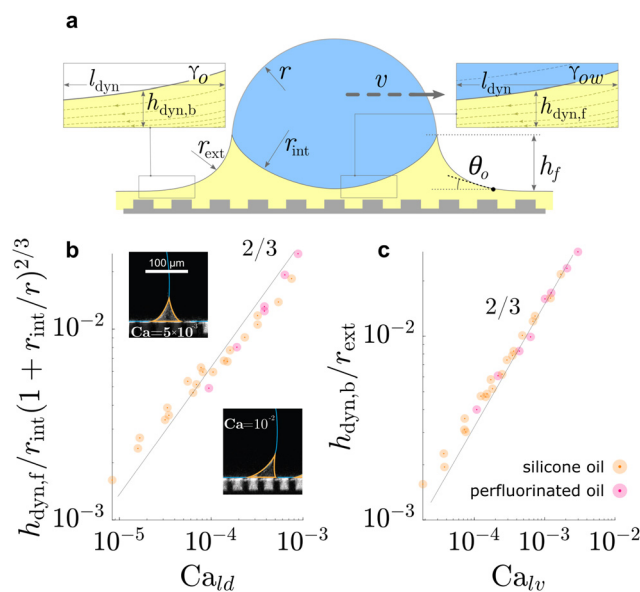 a
l_dyn γ_o
h_dyn,b
r
v
l_dyn γ_ow
h_dyn,f
r_ext
r_int
θ_o
h_f
b
2/3
100 μm
Ca=5×10⁻³
Ca=10⁻²
h_dyn,f/r_int(1 + r_int/r)^2/3
10⁻²
10⁻³
10⁻⁵ 10⁻⁴ 10⁻³
Ca_ld
c
2/3
h_dyn,b/r_ext
10⁻²
10⁻³
silicone oil
perfluorinated oil
10⁻⁴ 10⁻³ 10⁻²
Ca_lv